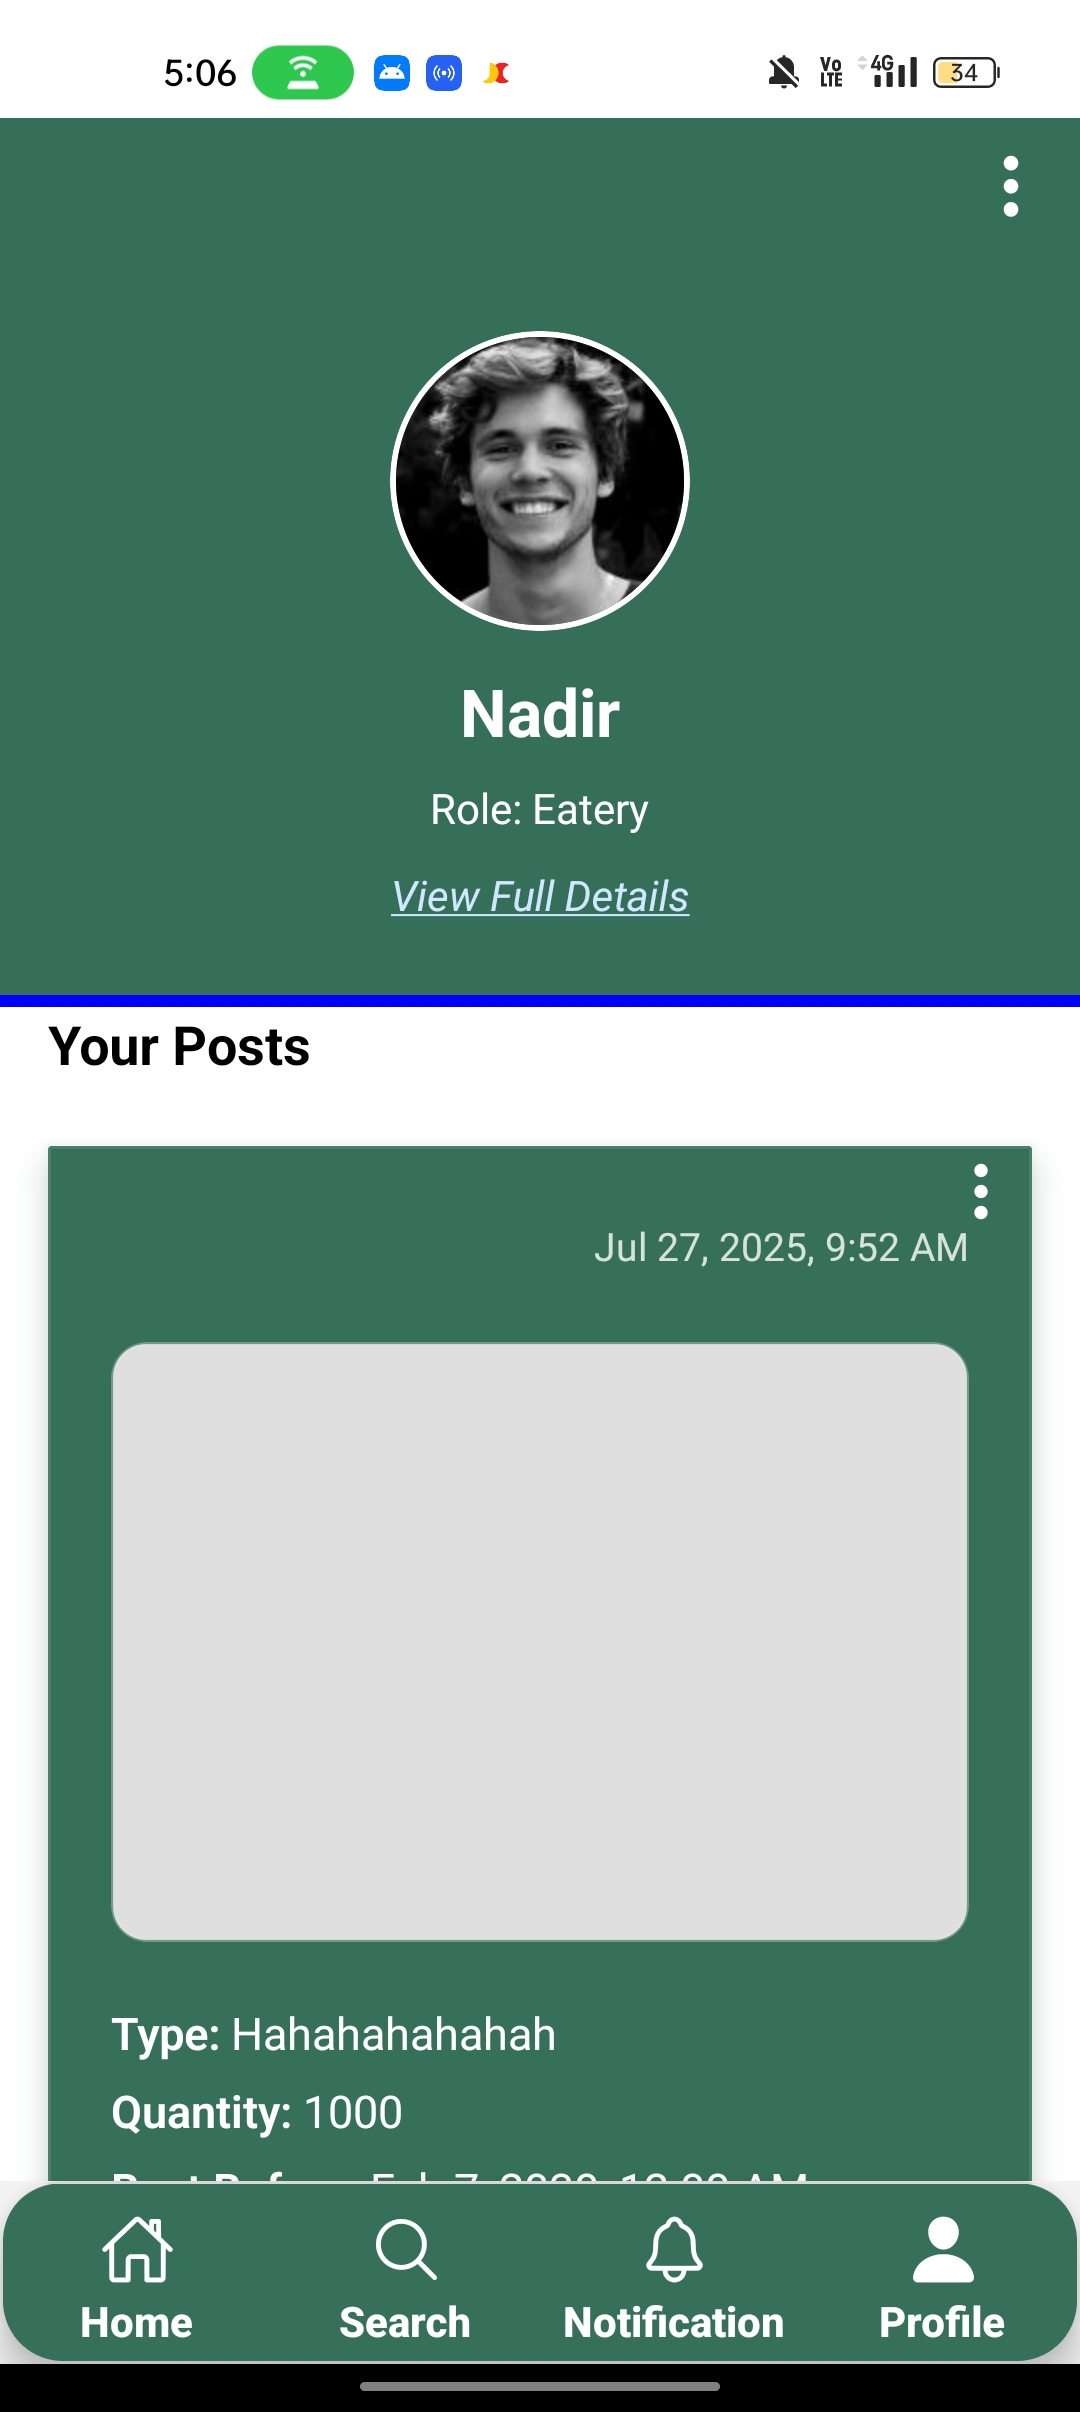 5:06
Vo LTE 4G 34
Nadir
Role: Eatery
View Full Details
Your Posts
Jul 27, 2025, 9:52 AM
Type: Hahahahahahah
Quantity: 1000
Home Search Notification Profile